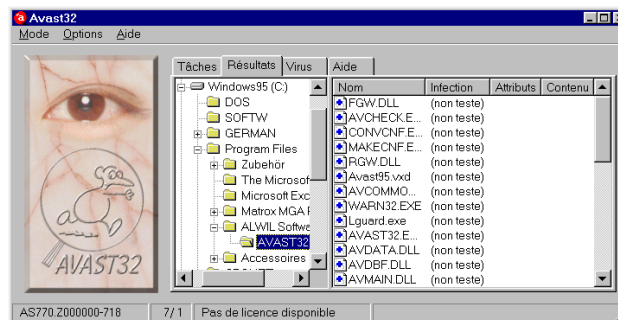 Avast32
Mode Options Aide
Tâches Résultats Virus Aide
Windows95 (C:)
DOS
SOFTW
GERMAN
Program Files
Zubehör
The Microsof
Microsoft Exc
Matrox MGA
ALWIL Softwa
AVAST32
Accessoires
Nom Infection Attributs Contenu
FGW.DLL (non teste)
AVCHECK.E... (non teste)
CONVCNF.E... (non teste)
MAKECNF.E... (non teste)
RGW.DLL (non teste)
Avast95.vxd (non teste)
AVCOMMO... (non teste)
WARN32.EXE (non teste)
Lguard.exe (non teste)
AVAST32.E... (non teste)
AVDATA.DLL (non teste)
AVDBF.DLL (non teste)
AVMAIN.DLL (non teste)
AVAST32
AS770.Z000000-718 7/1 Pas de licence disponible